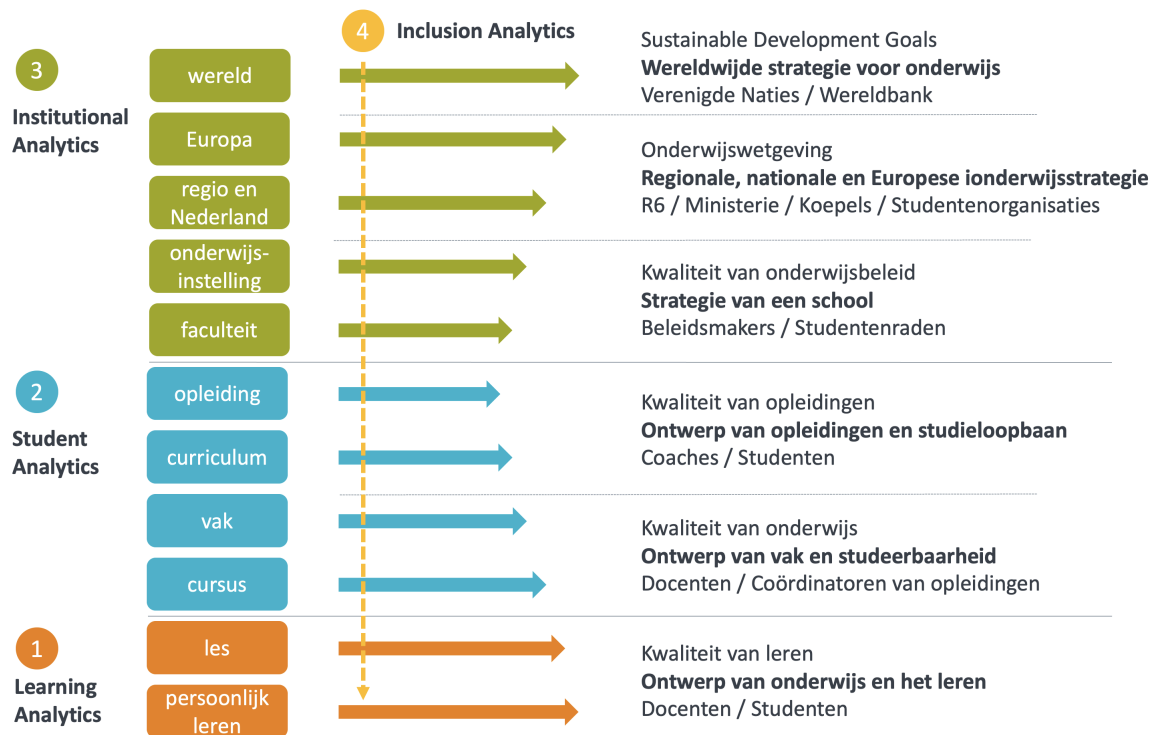 4
Inclusion Analytics
3
Institutional
Analytics
wereld
Sustainable Development Goals
Wereldwijde strategie voor onderwijs
Verenigde Naties / Wereldbank
Europa
regio en
Nederland
Onderwijswetgeving
Regionale, nationale en Europese ionderwijsstrategie
R6 / Ministerie / Koepels / Studentenorganisaties
onderwijs-
instelling
faculteit
Kwaliteit van onderwijsbeleid
Strategie van een school
Beleidsmakers / Studentenraden
2
Student
Analytics
opleiding
curriculum
Kwaliteit van opleidingen
Ontwerp van opleidingen en studieloopbaan
Coaches / Studenten
vak
cursus
Kwaliteit van onderwijs
Ontwerp van vak en studeerbaarheid
Docenten / Coördinatoren van opleidingen
1
Learning
Analytics
les
persoonlijk
leren
Kwaliteit van leren
Ontwerp van onderwijs en het leren
Docenten / Studenten